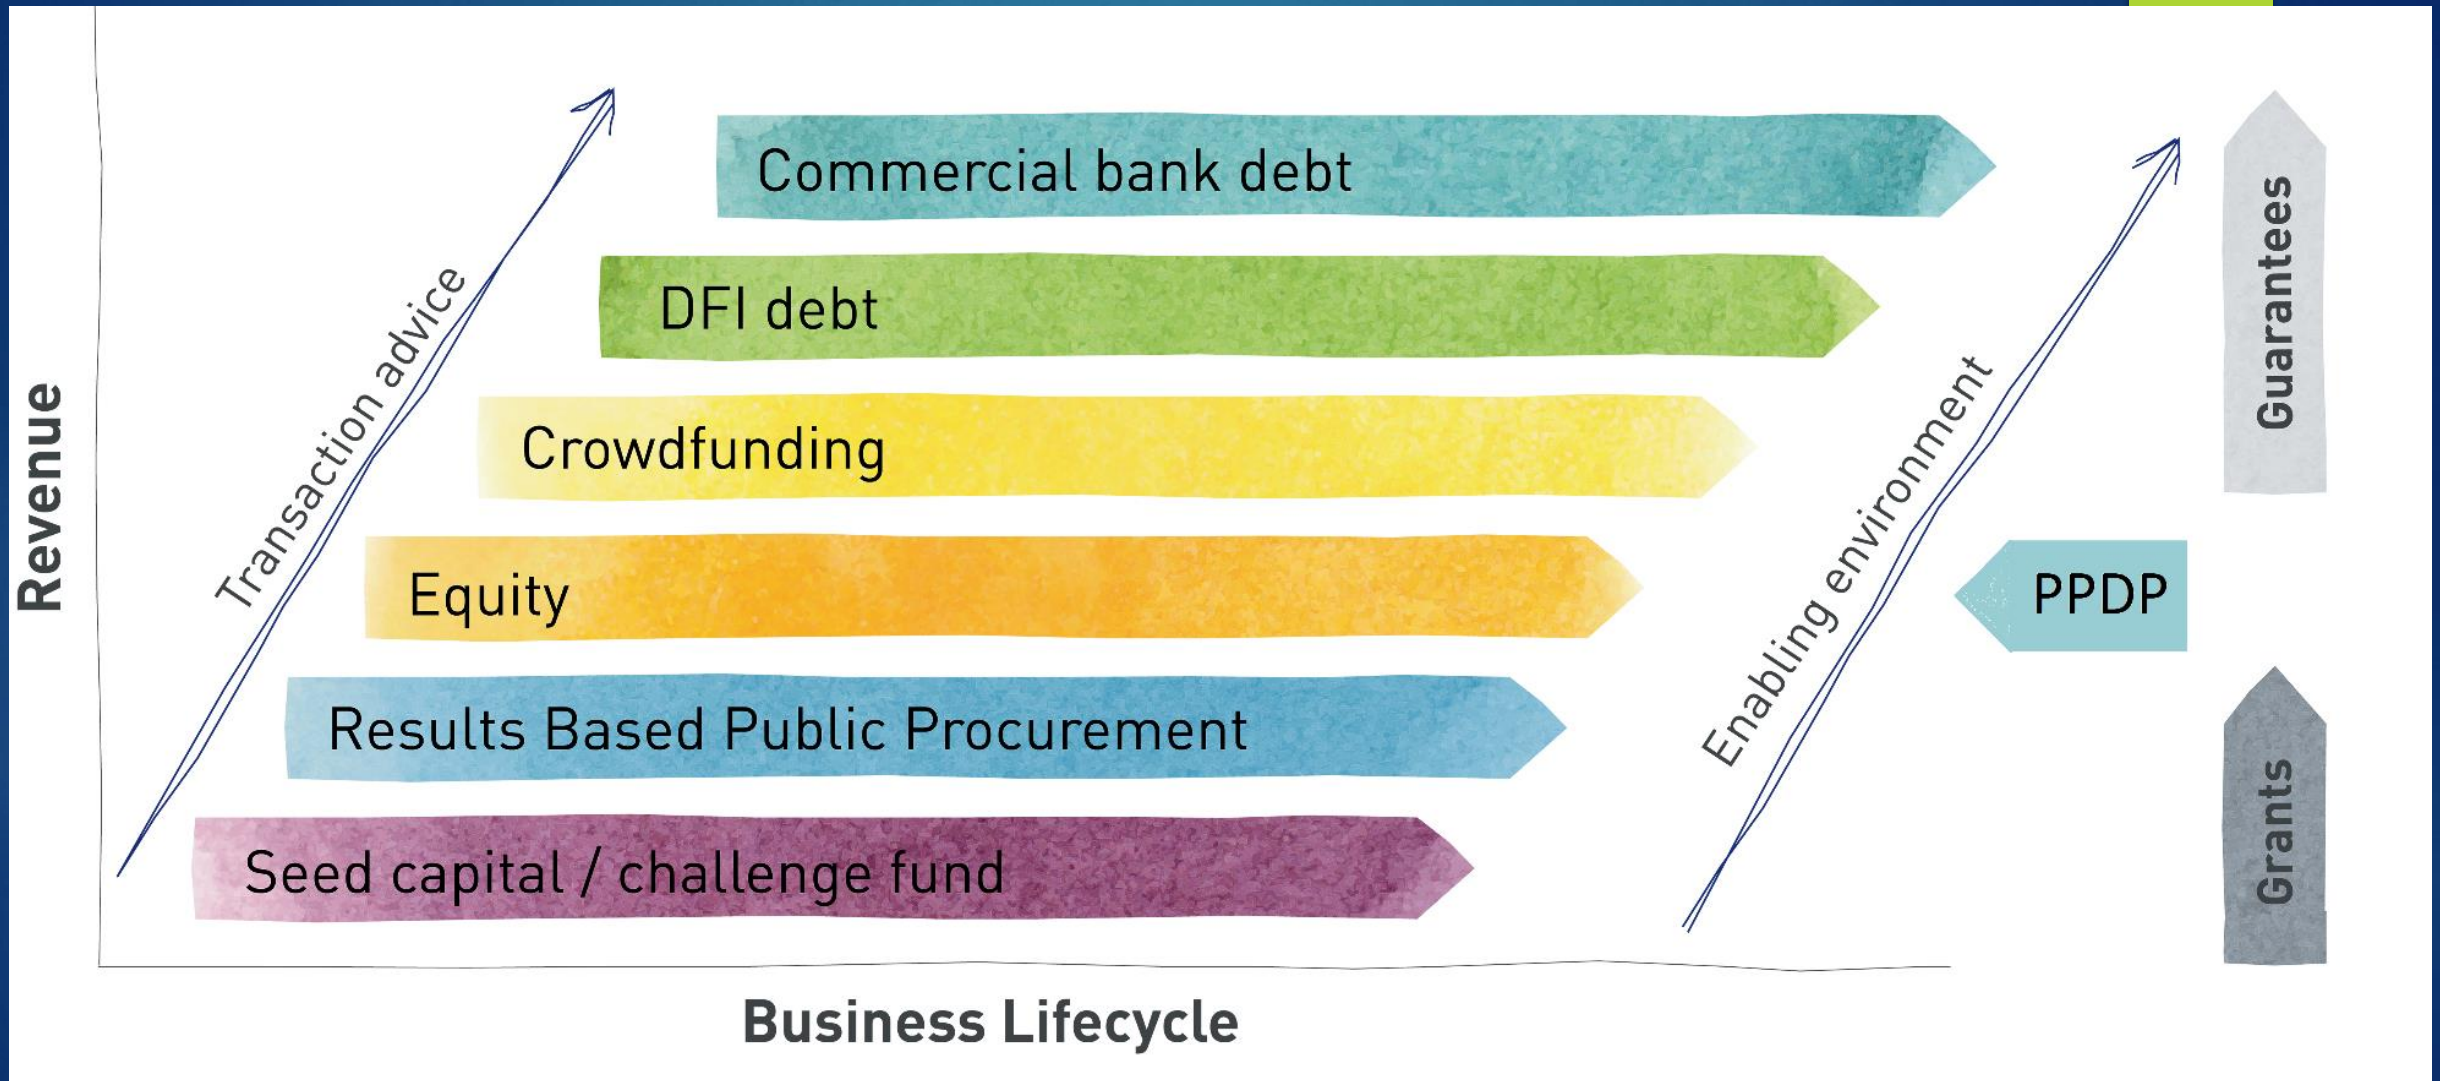 Revenue
Transaction advice
Commercial bank debt
DFI debt
Crowdfunding
Equity
Results Based Public Procurement
Seed capital / challenge fund
Enabling environment
Guarantees
PPDP
Grants
Business Lifecycle